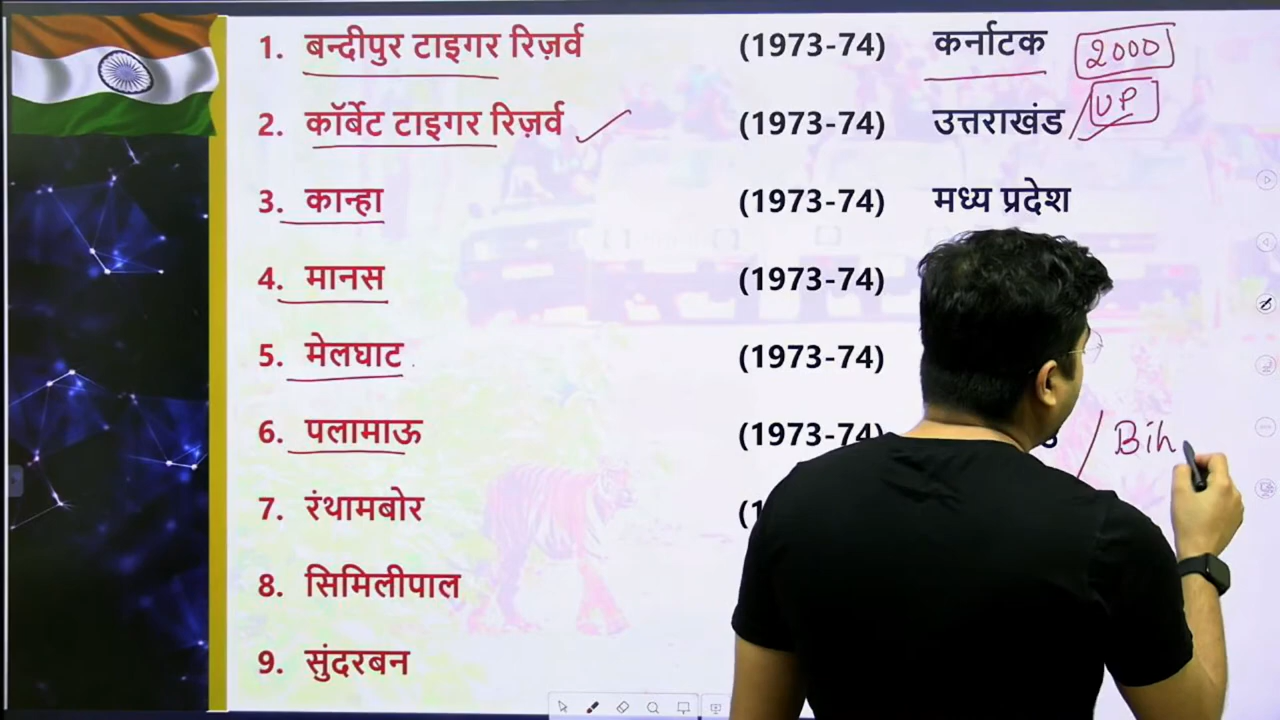 1. बन्दीपुर टाइगर रिज़र्व (1973-74) कर्नाटक 2000
2. कॉर्बेट टाइगर रिज़र्व (1973-74) उत्तराखंड / UP
3. कान्हा (1973-74) मध्य प्रदेश
4. मानस (1973-74)
5. मेलघाट (1973-74)
6. पलामाऊ (1973-74) / Bih
7. रंथामबोर
8. सिमिलीपाल
9. सुंदरबन